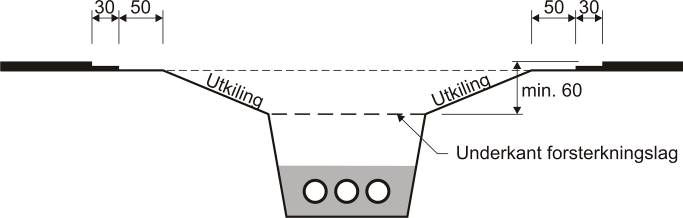 30 50 50 30
Utkiling Utkiling
min. 60
Underkant forsterkningslag